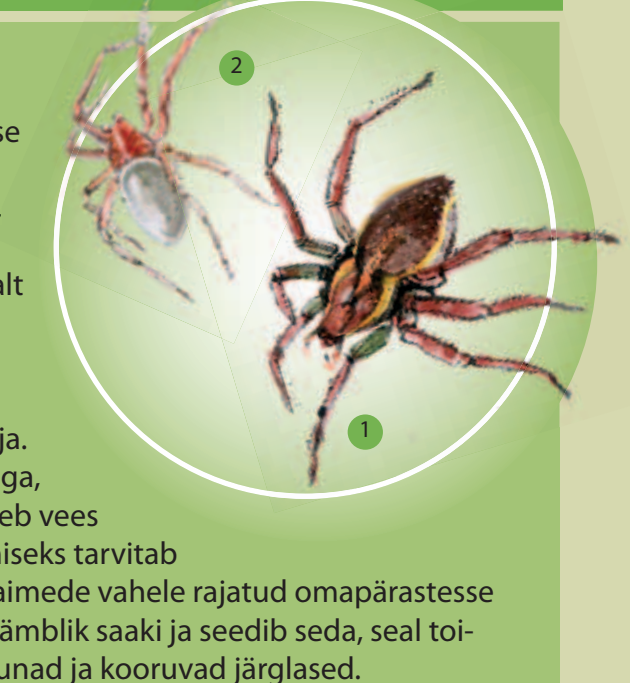 2
se
alt
1
ja.
ga,
eb vees
niseks tarvitab
aimede vahele rajatud omapärastesse
ämblik saaki ja seedib seda, seal toi-
unad ja kooruvad järglased.